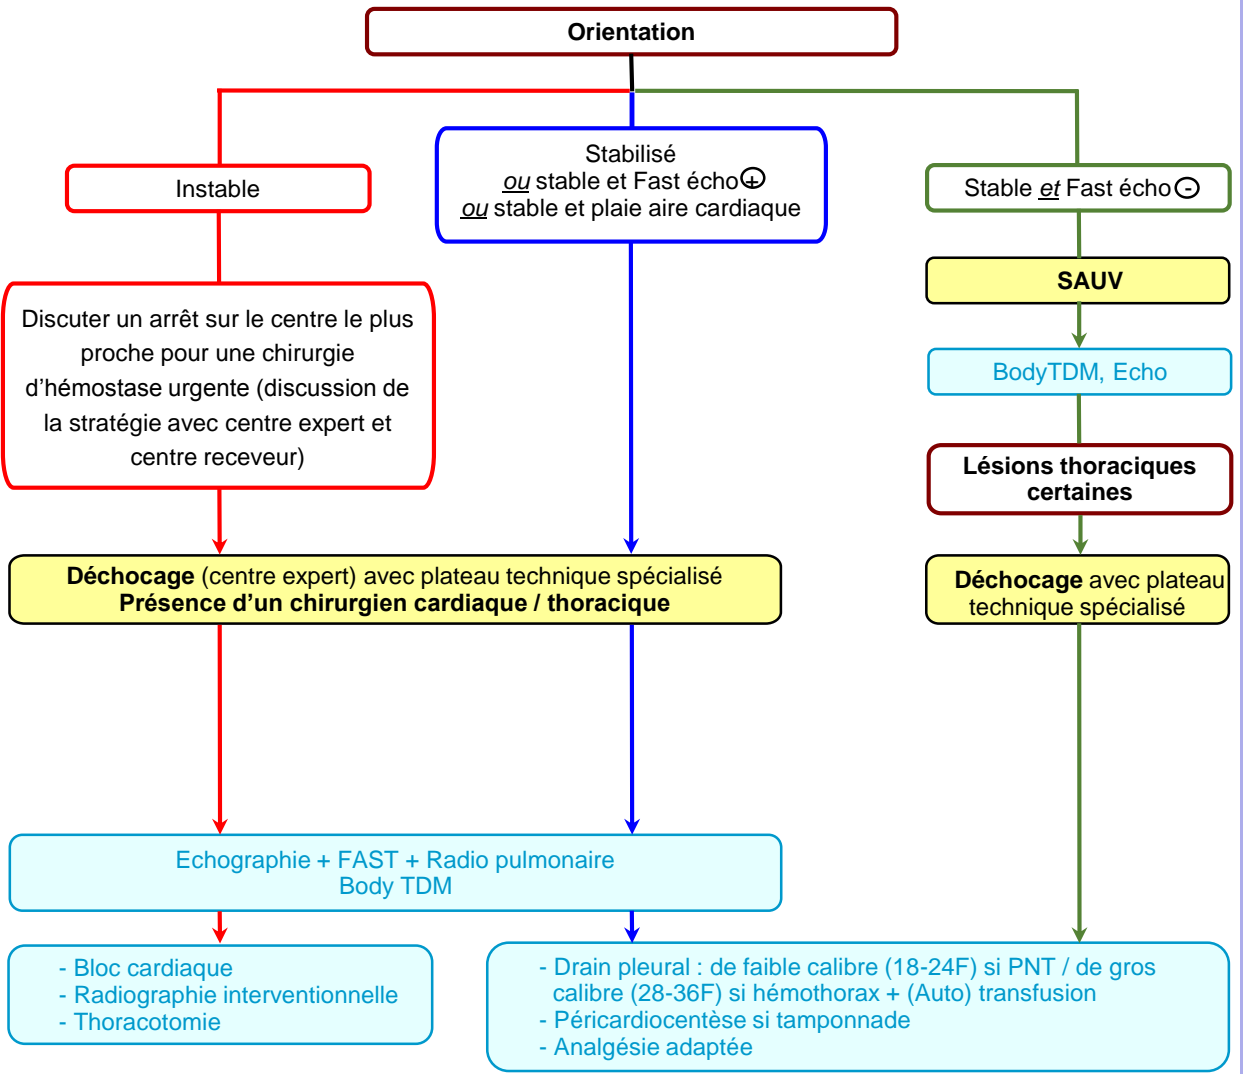 Orientation
Instable
Stabilisé
ou stable et Fast écho +
ou stable et plaie aire cardiaque
Stable et Fast écho -
SAUV
Discuter un arrêt sur le centre le plus
proche pour une chirurgie
d’hémostase urgente (discussion de
la stratégie avec centre expert et
centre receveur)
BodyTDM, Echo
Lésions thoraciques
certaines
Déchocage (centre expert) avec plateau technique spécialisé
Présence d’un chirurgien cardiaque / thoracique
Déchocage avec plateau
technique spécialisé
Echographie + FAST + Radio pulmonaire
Body TDM
- Bloc cardiaque
- Radiographie interventionnelle
- Thoracotomie
- Drain pleural : de faible calibre (18-24F) si PNT / de gros
calibre (28-36F) si hémothorax + (Auto) transfusion
- Péricardiocentèse si tamponnade
- Analgésie adaptée